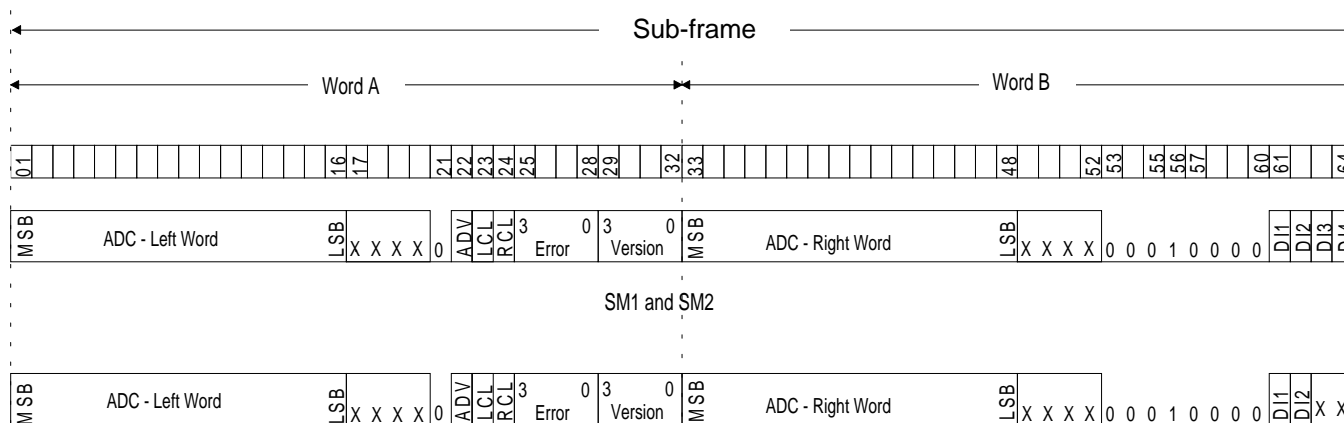 Sub-frame
Word A Word B
01 16 17 21 22 23 24 25 28 29 32 33 48 52 53 55 56 57 60 61 64
MSB ADC - Left Word LSB X X X X 0 ADV LCL RCL 3 Error 0 3 Version 0 MSB ADC - Right Word LSB X X X X 0 0 0 1 0 0 0 0 DI1 DI2 DI3 DI4
SM1 and SM2
MSB ADC - Left Word LSB X X X X 0 ADV LCL RCL 3 Error 0 3 Version 0 MSB ADC - Right Word LSB X X X X 0 0 0 1 0 0 0 0 DI1 DI2 X X